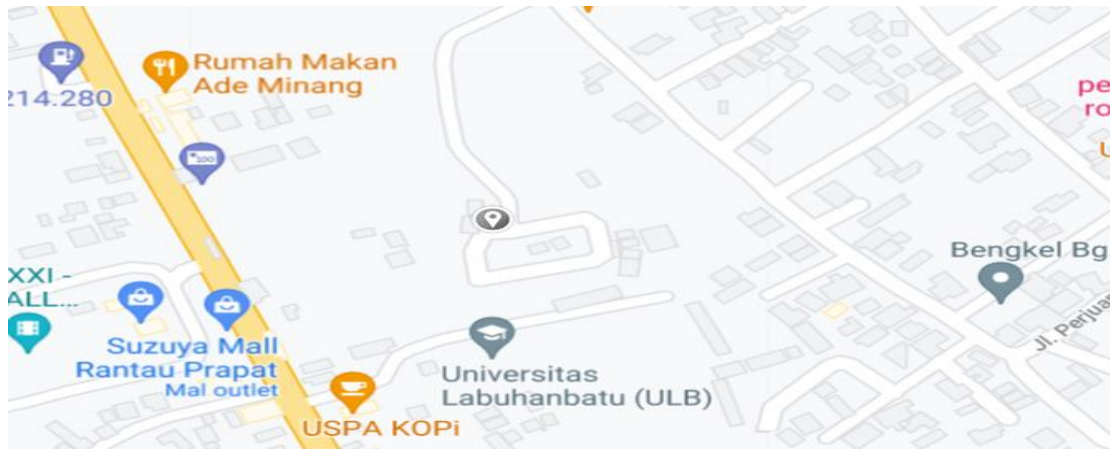 Rumah Makan
Ade Minang
214.280
XXI -
ALL...
Suzuya Mall
Rantau Prapat
Mal outlet
USPA KOPi
Universitas
Labuhanbatu (ULB)
Bengkel Bg
Jl. Perjua
pe
ro
U